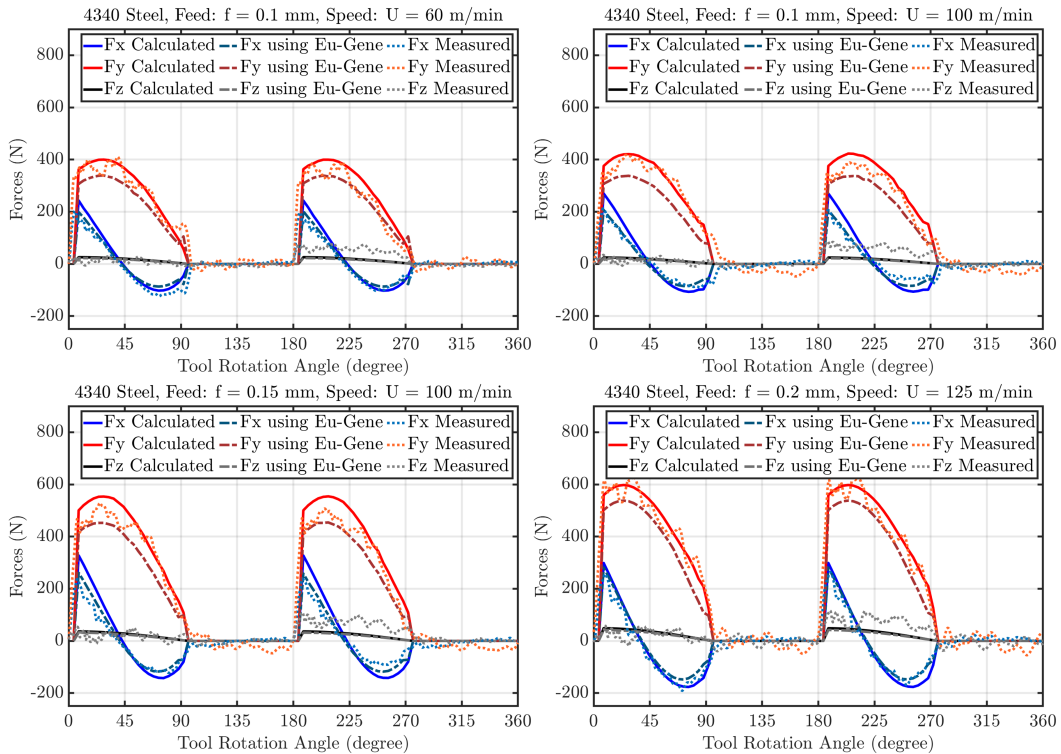 4340 Steel, Feed: f = 0.1 mm, Speed: U = 60 m/min
Fx Calculated Fx using Eu-Gene Fx Measured
Fy Calculated Fy using Eu-Gene Fy Measured
Fz Calculated Fz using Eu-Gene Fz Measured
800
600
400
200
0
-200
Forces (N)
0 45 90 135 180 225 270 315 360
Tool Rotation Angle (degree)
4340 Steel, Feed: f = 0.1 mm, Speed: U = 100 m/min
Fx Calculated Fx using Eu-Gene Fx Measured
Fy Calculated Fy using Eu-Gene Fy Measured
Fz Calculated Fz using Eu-Gene Fz Measured
800
600
400
200
0
-200
Forces (N)
0 45 90 135 180 225 270 315 360
Tool Rotation Angle (degree)
4340 Steel, Feed: f = 0.15 mm, Speed: U = 100 m/min
Fx Calculated Fx using Eu-Gene Fx Measured
Fy Calculated Fy using Eu-Gene Fy Measured
Fz Calculated Fz using Eu-Gene Fz Measured
800
600
400
200
0
-200
Forces (N)
0 45 90 135 180 225 270 315 360
Tool Rotation Angle (degree)
4340 Steel, Feed: f = 0.2 mm, Speed: U = 125 m/min
Fx Calculated Fx using Eu-Gene Fx Measured
Fy Calculated Fy using Eu-Gene Fy Measured
Fz Calculated Fz using Eu-Gene Fz Measured
800
600
400
200
0
-200
Forces (N)
0 45 90 135 180 225 270 315 360
Tool Rotation Angle (degree)